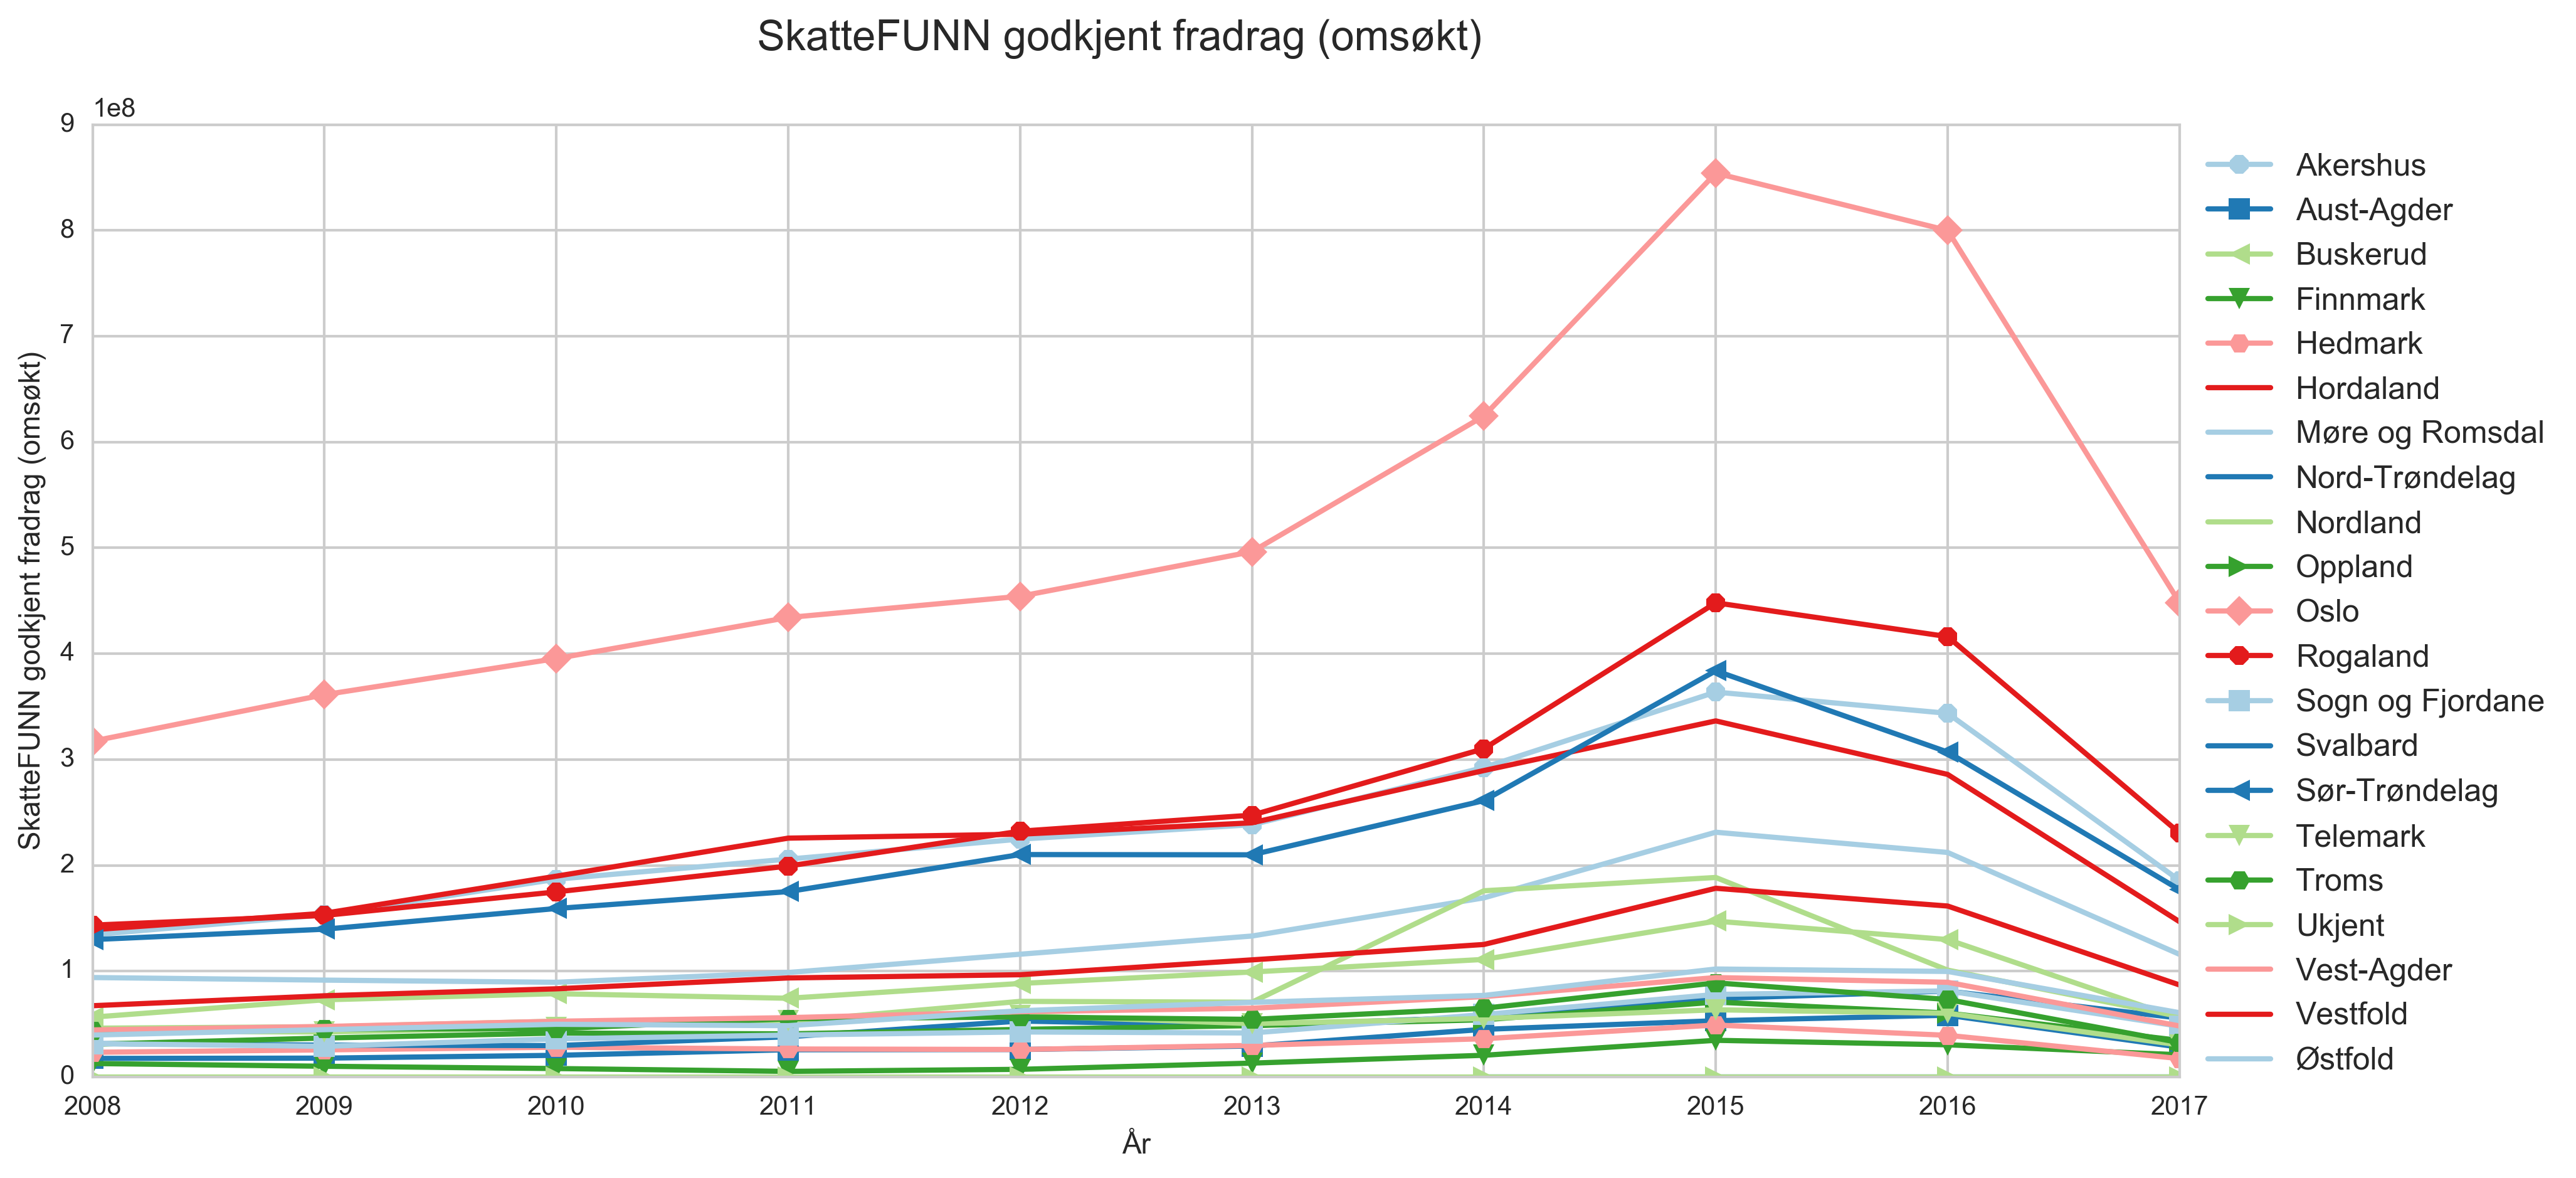 SkatteFUNN godkjent fradrag (omsøkt)
1e8
9
8
7
6
5
4
3
2
1
0
SkatteFUNN godkjent fradrag (omsøkt)
2008 2009 2010 2011 2012 2013 2014 2015 2016 2017
År
Akershus
Aust-Agder
Buskerud
Finnmark
Hedmark
Hordaland
Møre og Romsdal
Nord-Trøndelag
Nordland
Oppland
Oslo
Rogaland
Sogn og Fjordane
Svalbard
Sør-Trøndelag
Telemark
Troms
Ukjent
Vest-Agder
Vestfold
Østfold